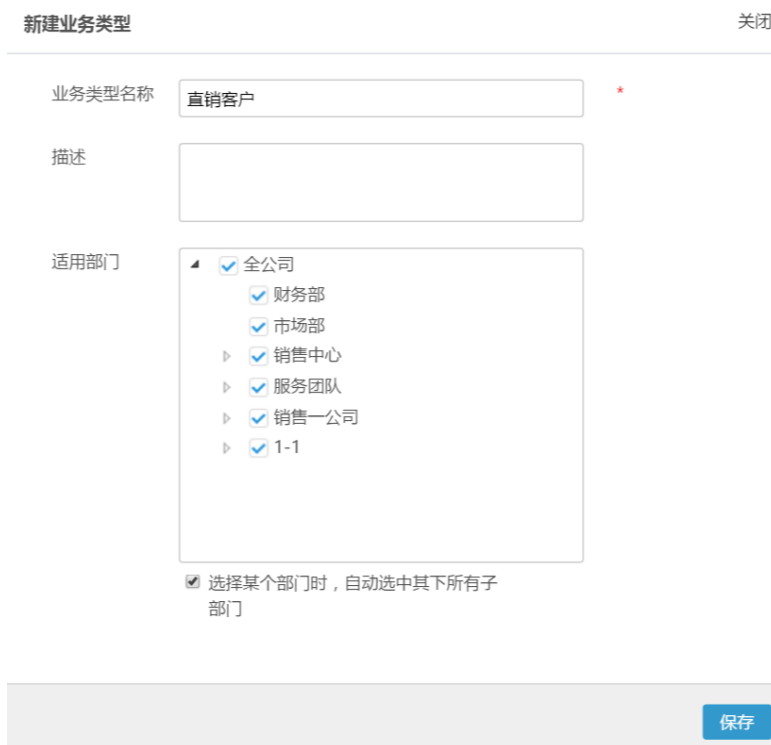 新建业务类型 关闭
业务类型名称 直销客户 *
描述
适用部门 全公司
财务部
市场部
销售中心
服务团队
销售一公司
1-1
选择某个部门时，自动选中其下所有子
部门
保存